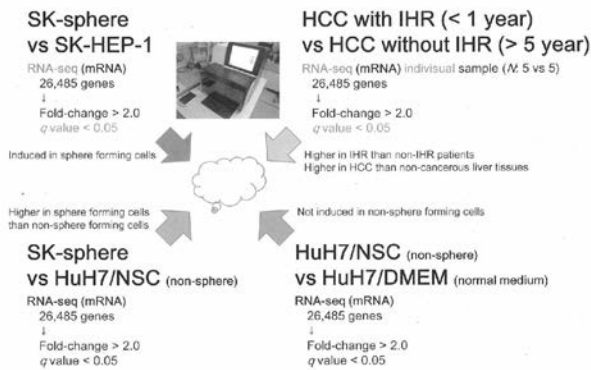 SK-sphere
vs SK-HEP-1
RNA-seq (mRNA)
26,485 genes
↓
Fold-change > 2.0
q value < 0.05
Induced in sphere forming cells
HCC with IHR (< 1 year)
vs HCC without IHR (> 5 year)
RNA-seq (mRNA) indivisual sample (N: 5 vs 5)
26,485 genes
↓
Fold-change > 2.0
q value < 0.05
Higher in IHR than non-IHR patients
Higher in HCC than non-cancerous liver tissues
Higher in sphere forming cells
than non-sphere forming cells
SK-sphere
vs HuH7/NSC (non-sphere)
RNA-seq (mRNA)
26,485 genes
↓
Fold-change > 2.0
q value < 0.05
Not induced in non-sphere forming cells
HuH7/NSC (non-sphere)
vs HuH7/DMEM (normal medium)
RNA-seq (mRNA)
26,485 genes
↓
Fold-change > 2.0
q value < 0.05